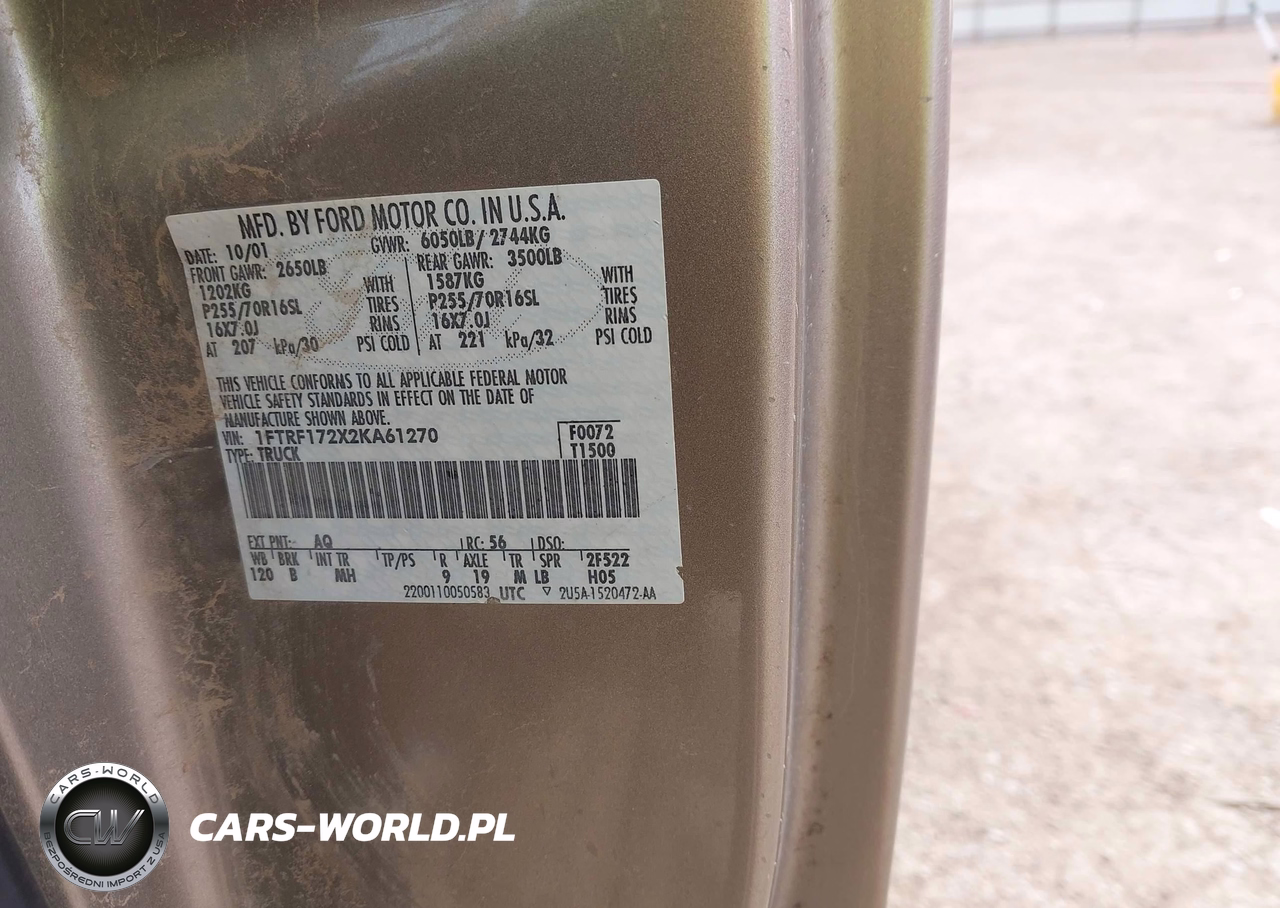 MFD. BY FORD MOTOR CO. IN U.S.A.
DATE: 10/01 GVWR: 6050LB/ 2744KG
FRONT GAWR: 2650LB REAR GAWR: 3500LB
1202KG WITH 1587KG WITH
P255/70R16SL TIRES P255/70R16SL TIRES
16X7.0J RIMS 16X7.0J RIMS
AT 207 kPa/30 PSI COLD AT 221 kPa/32 PSI COLD
THIS VEHICLE CONFORMS TO ALL APPLICABLE FEDERAL MOTOR
VEHICLE SAFETY STANDARDS IN EFFECT ON THE DATE OF
MANUFACTURE SHOWN ABOVE.
VIN: 1FTRF172X2KA61270 F0072
TYPE: TRUCK T1500
EXT PNT: AQ RC: 56 DSO:
WB BRK INT TR TP/PS R AXLE TR SPR 2F522
120 B MH 9 19 M LB H05
2200110050583 UTC ▽ 2U5A-1520472-AA
CARS-WORLD
CW
BEZPOŚREDNI IMPORT Z USA
CARS-WORLD.PL